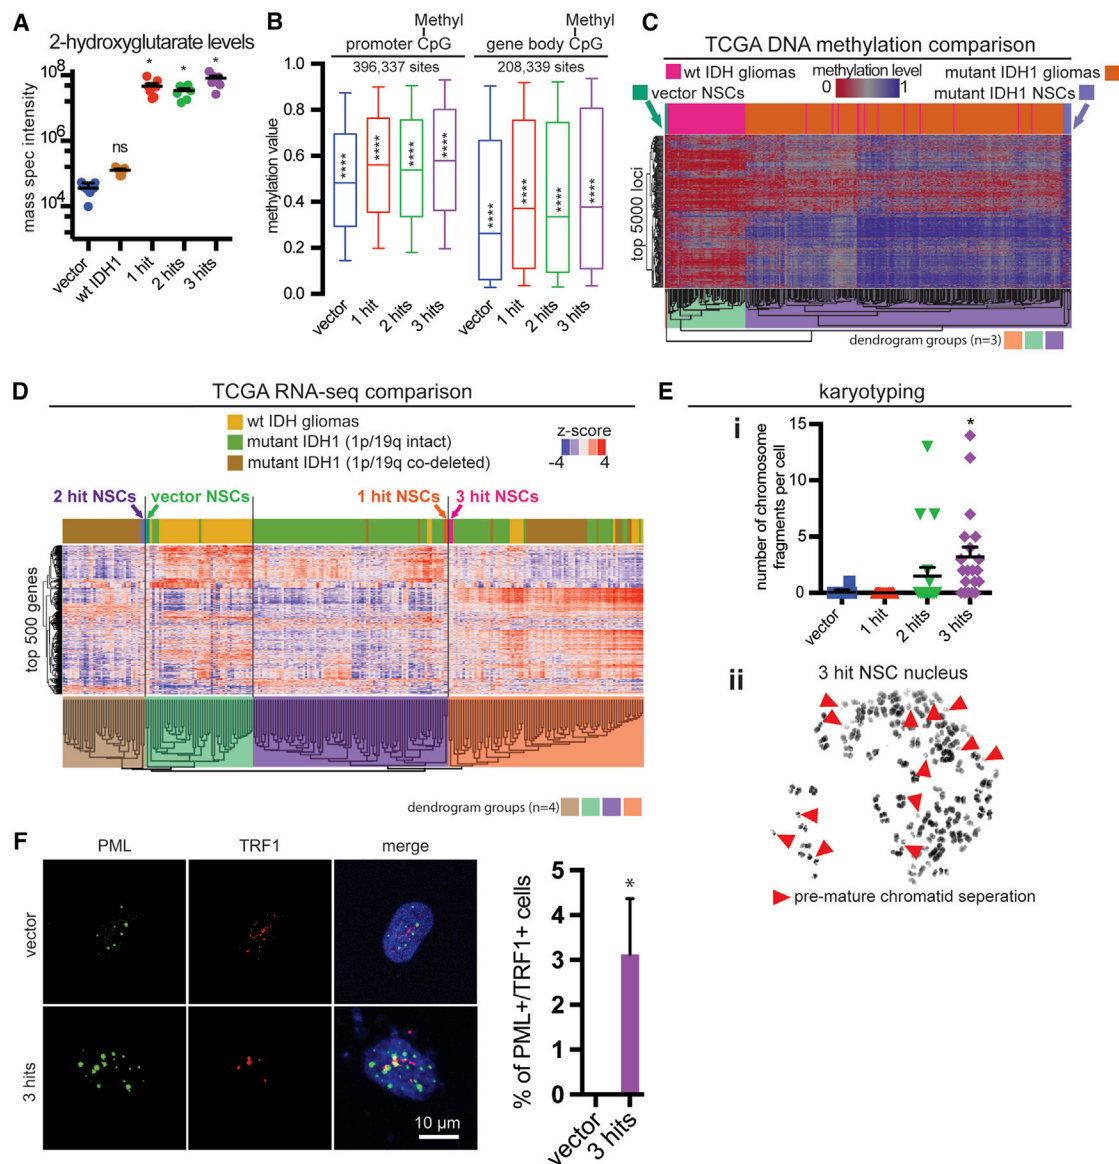 A
2-hydroxyglutarate levels
mass spec intensity
10^8
10^6
10^4
ns
*
*
*
vector
wt IDH1
1 hit
2 hits
3 hits
B
Methyl
promoter CpG
396,337 sites
Methyl
gene body CpG
208,339 sites
methylation value
1.0
0.8
0.6
0.4
0.2
0.0
****
****
****
****
****
****
****
****
vector
1 hit
2 hits
3 hits
vector
1 hit
2 hits
3 hits
C
TCGA DNA methylation comparison
wt IDH gliomas
methylation level
0
1
mutant IDH1 gliomas
vector NSCs
mutant IDH1 NSCs
top 5000 loci
dendrogram groups (n=3)
D
TCGA RNA-seq comparison
wt IDH gliomas
mutant IDH1 (1p/19q intact)
mutant IDH1 (1p/19q co-deleted)
z-score
-4
4
2 hit NSCs
vector NSCs
1 hit NSCs
3 hit NSCs
top 500 genes
dendrogram groups (n=4)
E
karyotyping
i
number of chromosome
fragments per cell
15
10
5
0
*
vector
1 hit
2 hits
3 hits
ii
3 hit NSC nucleus
pre-mature chromatid seperation
F
PML
TRF1
merge
vector
3 hits
10 µm
% of PML+/TRF1+ cells
5
4
3
2
1
0
*
vector
3 hits